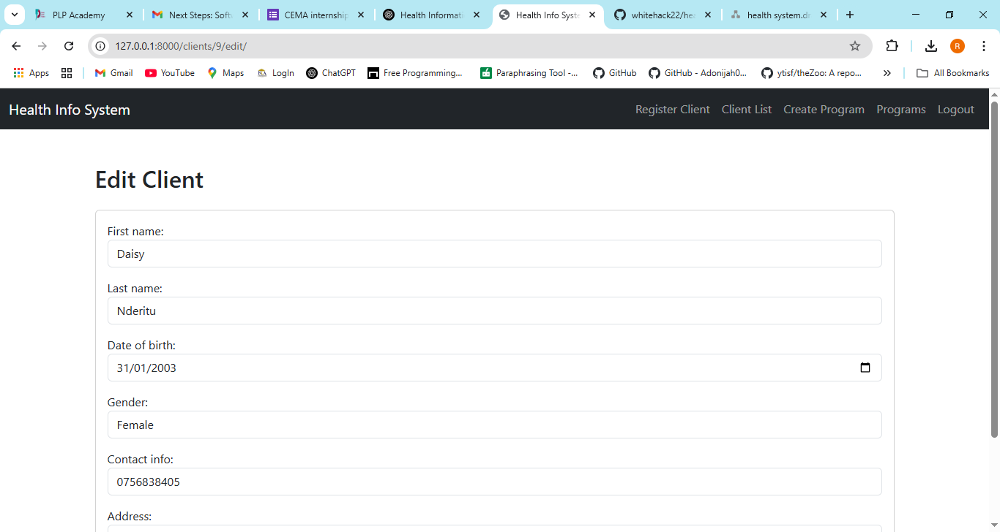 PLP Academy Next Steps: Softw CEMA internship Health Informati Health Info Syste whitehack22/hea health system.dr
127.0.0.1:8000/clients/9/edit/ R
Apps Gmail YouTube Maps LogIn ChatGPT Free Programming... Paraphrasing Tool -... GitHub GitHub - Adonijah0... ytisf/theZoo: A repo... » All Bookmarks
Health Info System Register Client Client List Create Program Programs Logout
Edit Client
First name:
Daisy
Last name:
Nderitu
Date of birth:
31/01/2003
Gender:
Female
Contact info:
0756838405
Address: